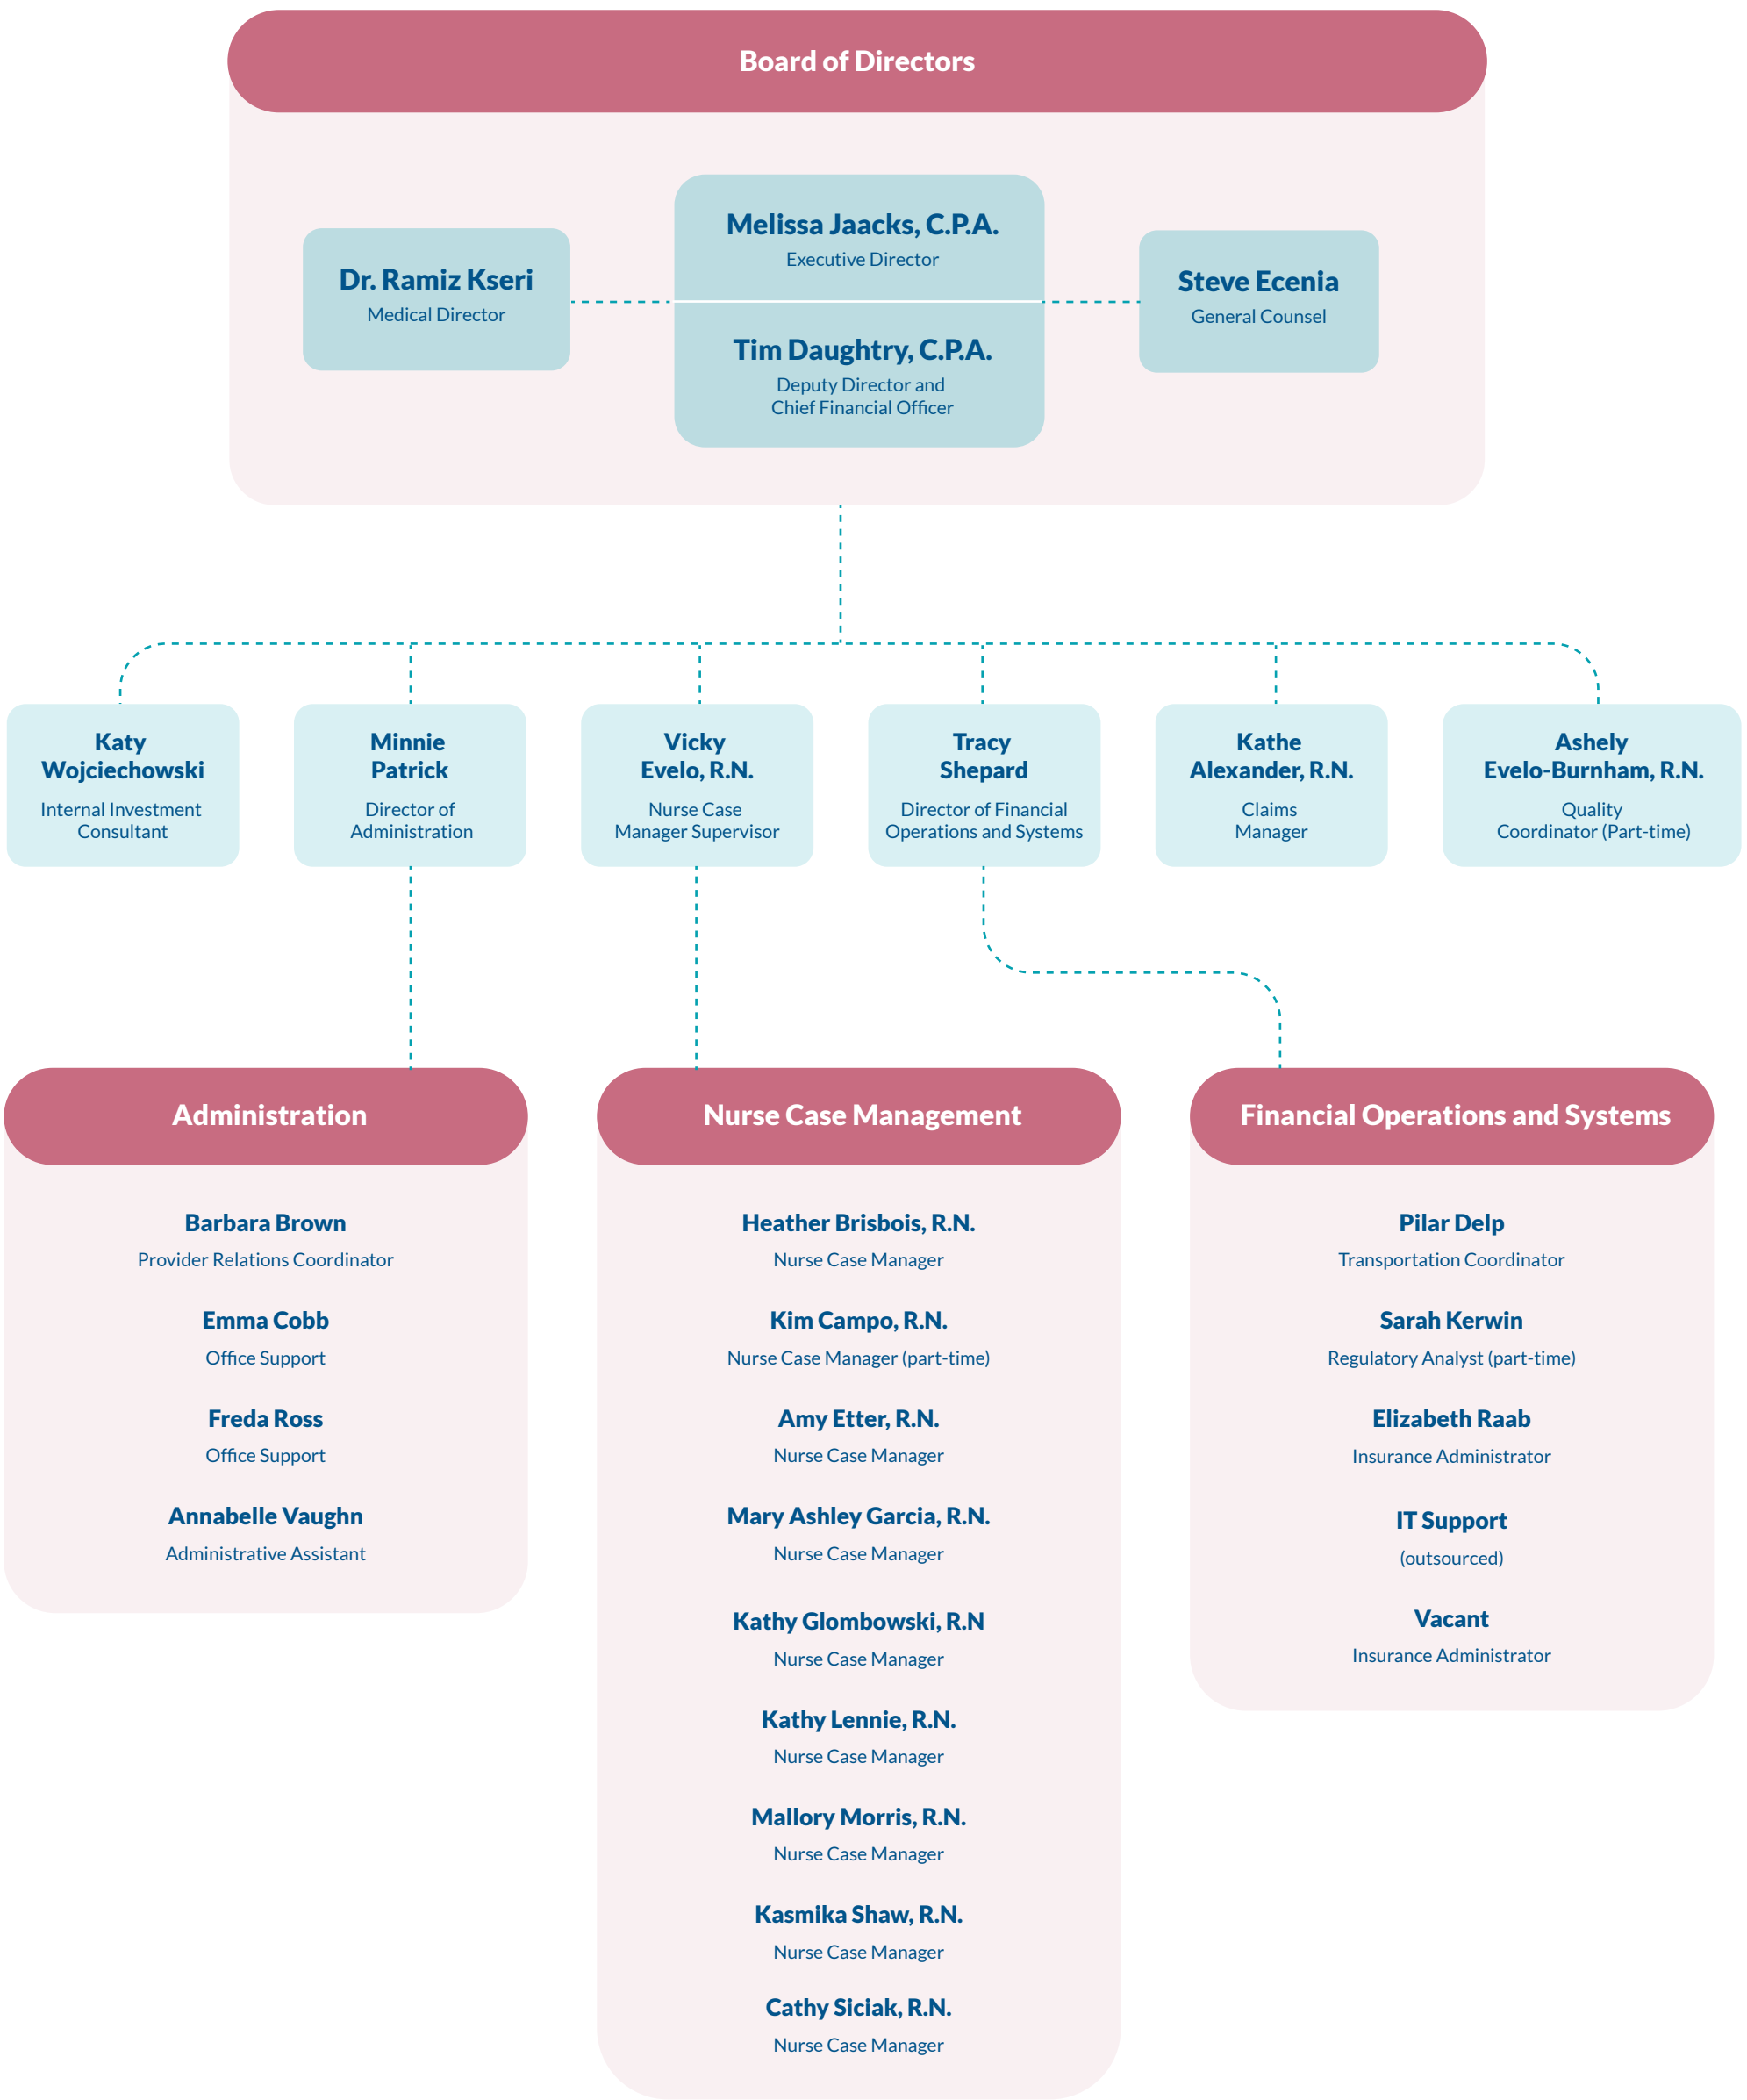 Board of Directors
Dr. Ramiz Kseri
Medical Director
Melissa Jaacks, C.P.A.
Executive Director
Tim Daughtry, C.P.A.
Deputy Director and
Chief Financial Officer
Steve Ecenia
General Counsel
Katy
Wojciechowski
Internal Investment
Consultant
Minnie
Patrick
Director of
Administration
Vicky
Evelo, R.N.
Nurse Case
Manager Supervisor
Tracy
Shepard
Director of Financial
Operations and Systems
Kathe
Alexander, R.N.
Claims
Manager
Ashely
Evelo-Burnham, R.N.
Quality
Coordinator (Part-time)
Administration
Barbara Brown
Provider Relations Coordinator
Emma Cobb
Office Support
Freda Ross
Office Support
Annabelle Vaughn
Administrative Assistant
Nurse Case Management
Heather Brisbois, R.N.
Nurse Case Manager
Kim Campo, R.N.
Nurse Case Manager (part-time)
Amy Etter, R.N.
Nurse Case Manager
Mary Ashley Garcia, R.N.
Nurse Case Manager
Kathy Glombowski, R.N
Nurse Case Manager
Kathy Lennie, R.N.
Nurse Case Manager
Mallory Morris, R.N.
Nurse Case Manager
Kasmika Shaw, R.N.
Nurse Case Manager
Cathy Siciak, R.N.
Nurse Case Manager
Financial Operations and Systems
Pilar Delp
Transportation Coordinator
Sarah Kerwin
Regulatory Analyst (part-time)
Elizabeth Raab
Insurance Administrator
IT Support
(outsourced)
Vacant
Insurance Administrator